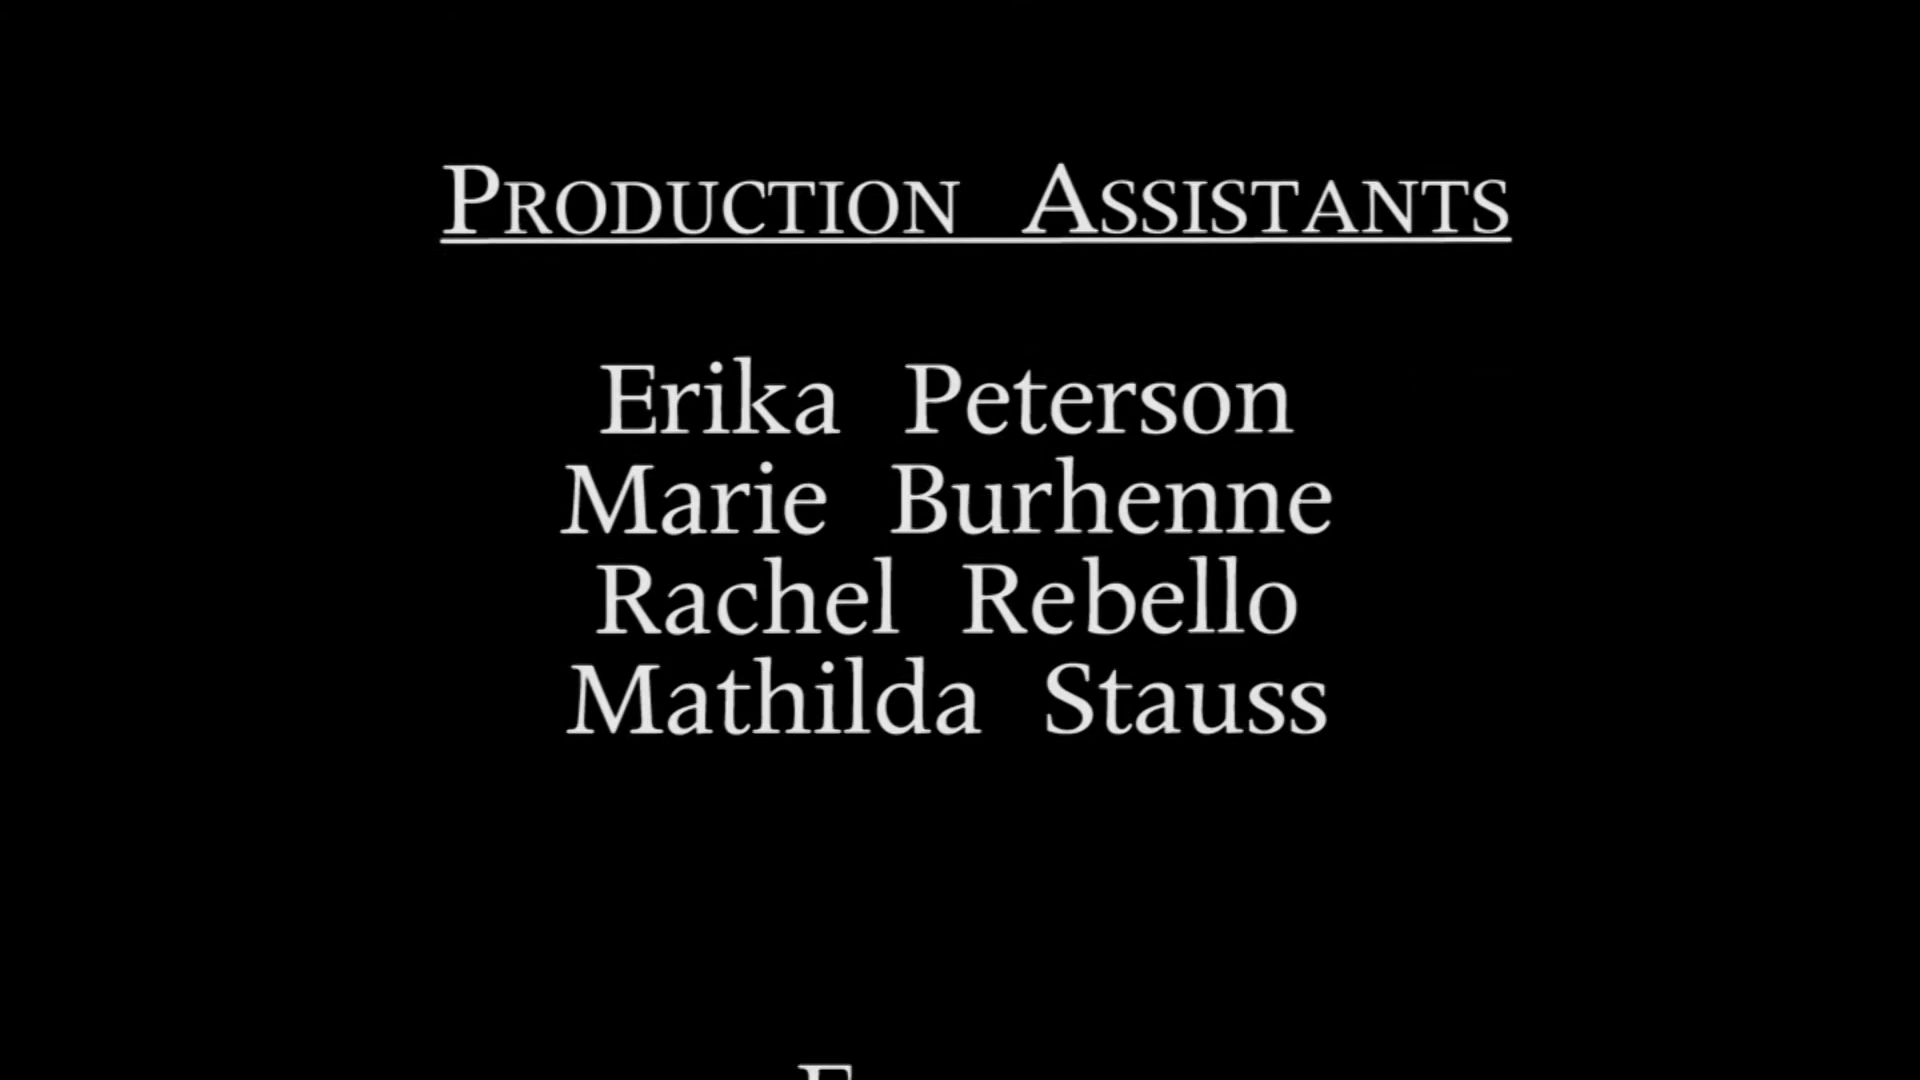 PRODUCTION ASSISTANTS
Erika Peterson
Marie Burhenne
Rachel Rebello
Mathilda Stauss